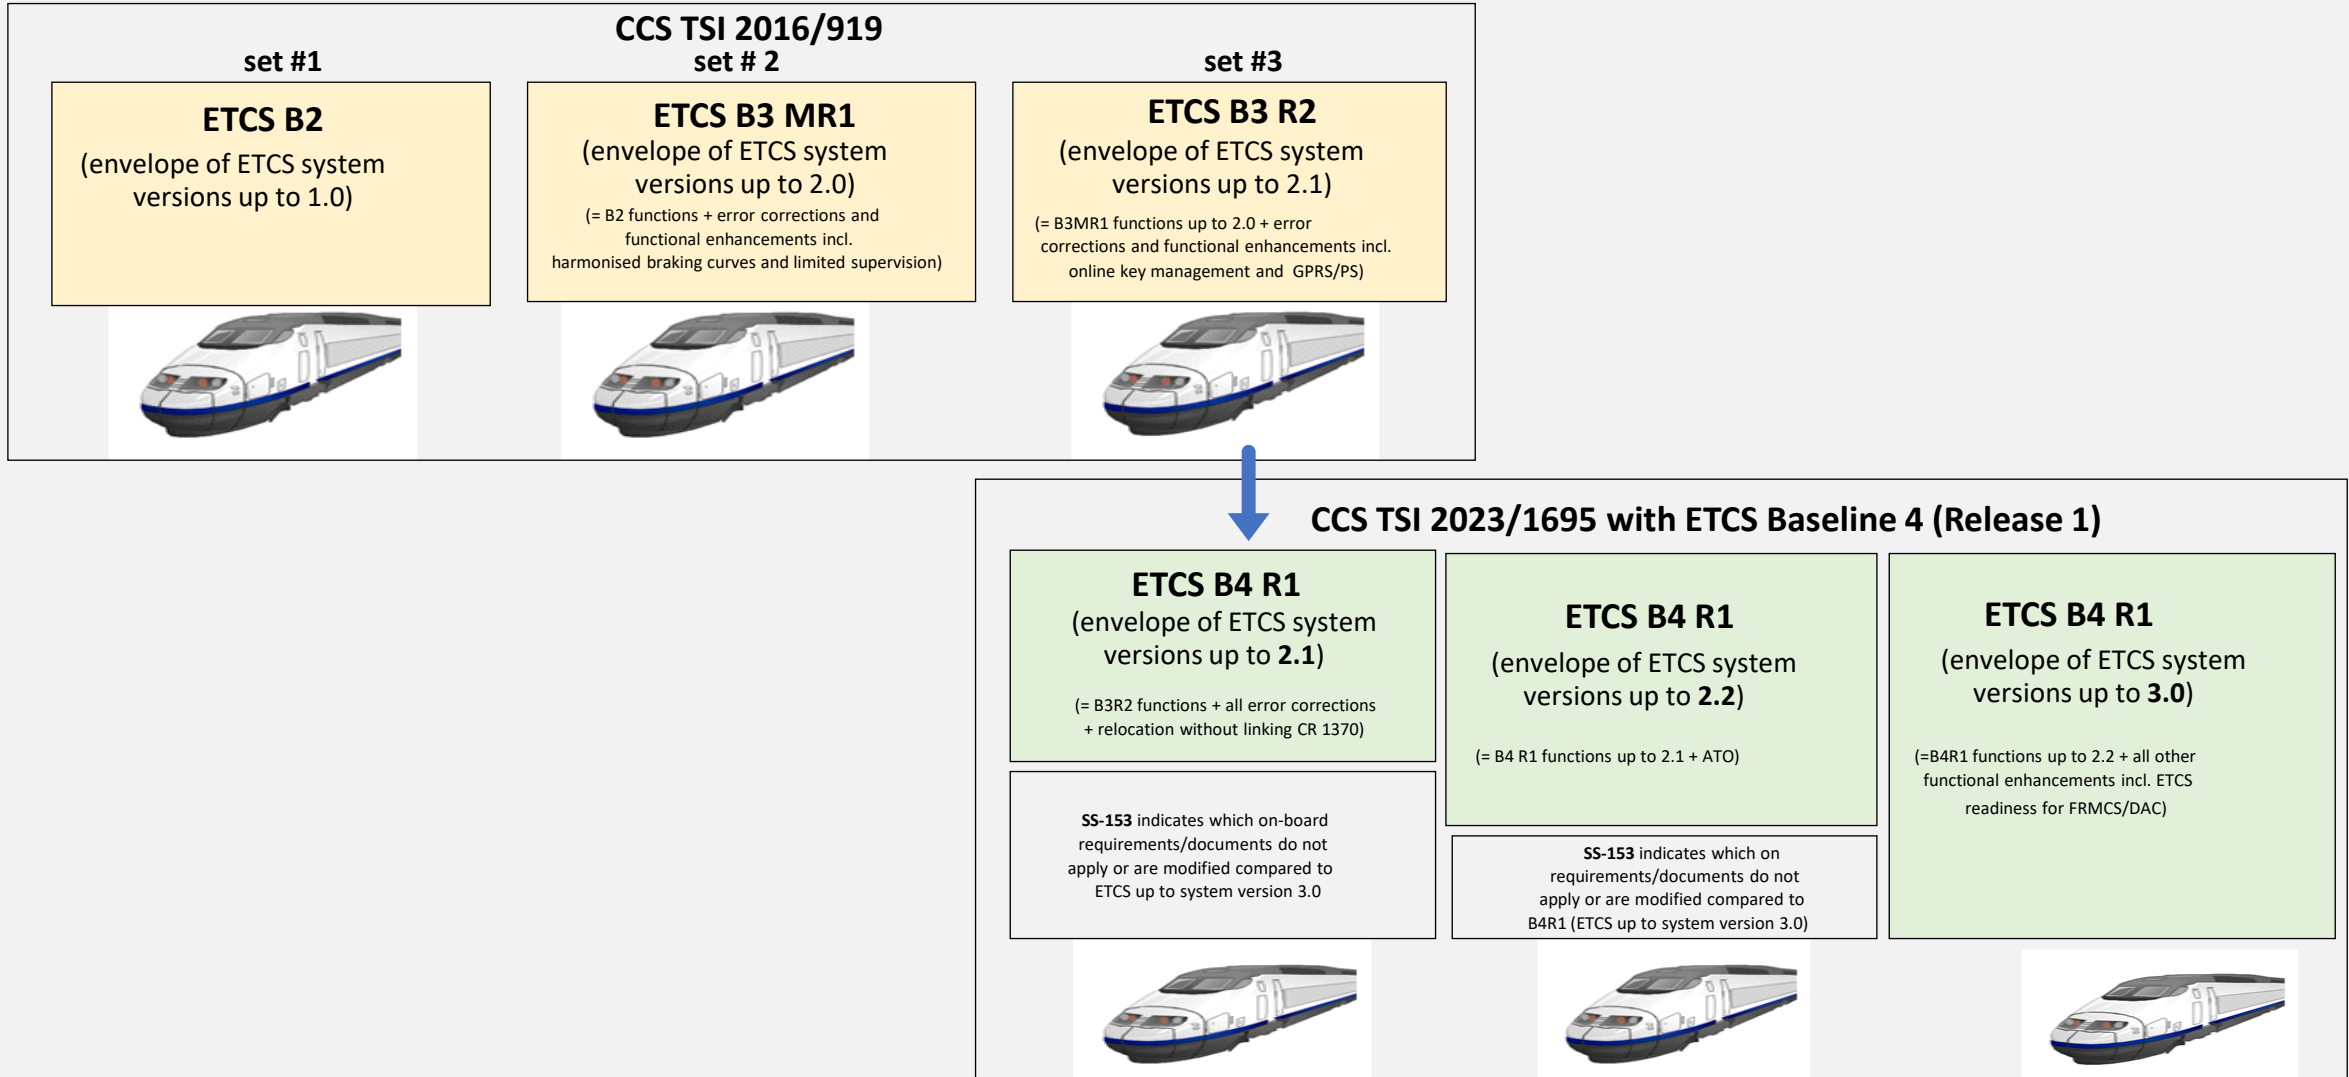 CCS TSI 2016/919
set #1
set # 2
set #3
ETCS B2
(envelope of ETCS system
versions up to 1.0)
ETCS B3 MR1
(envelope of ETCS system
versions up to 2.0)
(= B2 functions + error corrections and
functional enhancements incl.
harmonised braking curves and limited supervision)
ETCS B3 R2
(envelope of ETCS system
versions up to 2.1)
(= B3MR1 functions up to 2.0 + error
corrections and functional enhancements incl.
online key management and GPRS/PS)
CCS TSI 2023/1695 with ETCS Baseline 4 (Release 1)
ETCS B4 R1
(envelope of ETCS system
versions up to 2.1)
(= B3R2 functions + all error corrections
+ relocation without linking CR 1370)
SS-153 indicates which on-board
requirements/documents do not
apply or are modified compared to
ETCS up to system version 3.0
ETCS B4 R1
(envelope of ETCS system
versions up to 2.2)
(= B4 R1 functions up to 2.1 + ATO)
SS-153 indicates which on
requirements/documents do not
apply or are modified compared to
B4R1 (ETCS up to system version 3.0)
ETCS B4 R1
(envelope of ETCS system
versions up to 3.0)
(=B4R1 functions up to 2.2 + all other
functional enhancements incl. ETCS
readiness for FRMCS/DAC)